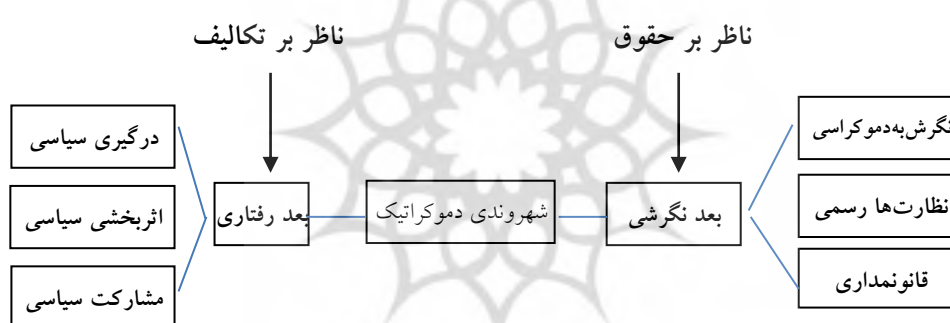 ناظر بر حقوق
ناظر بر تکالیف
نگرش‌به‌دموکراسی
نظارت‌ها رسمی
قانونمداری
بعد نگرشی
شهروندی دموکراتیک
بعد رفتاری
درگیری سیاسی
اثربخشی سیاسی
مشارکت سیاسی